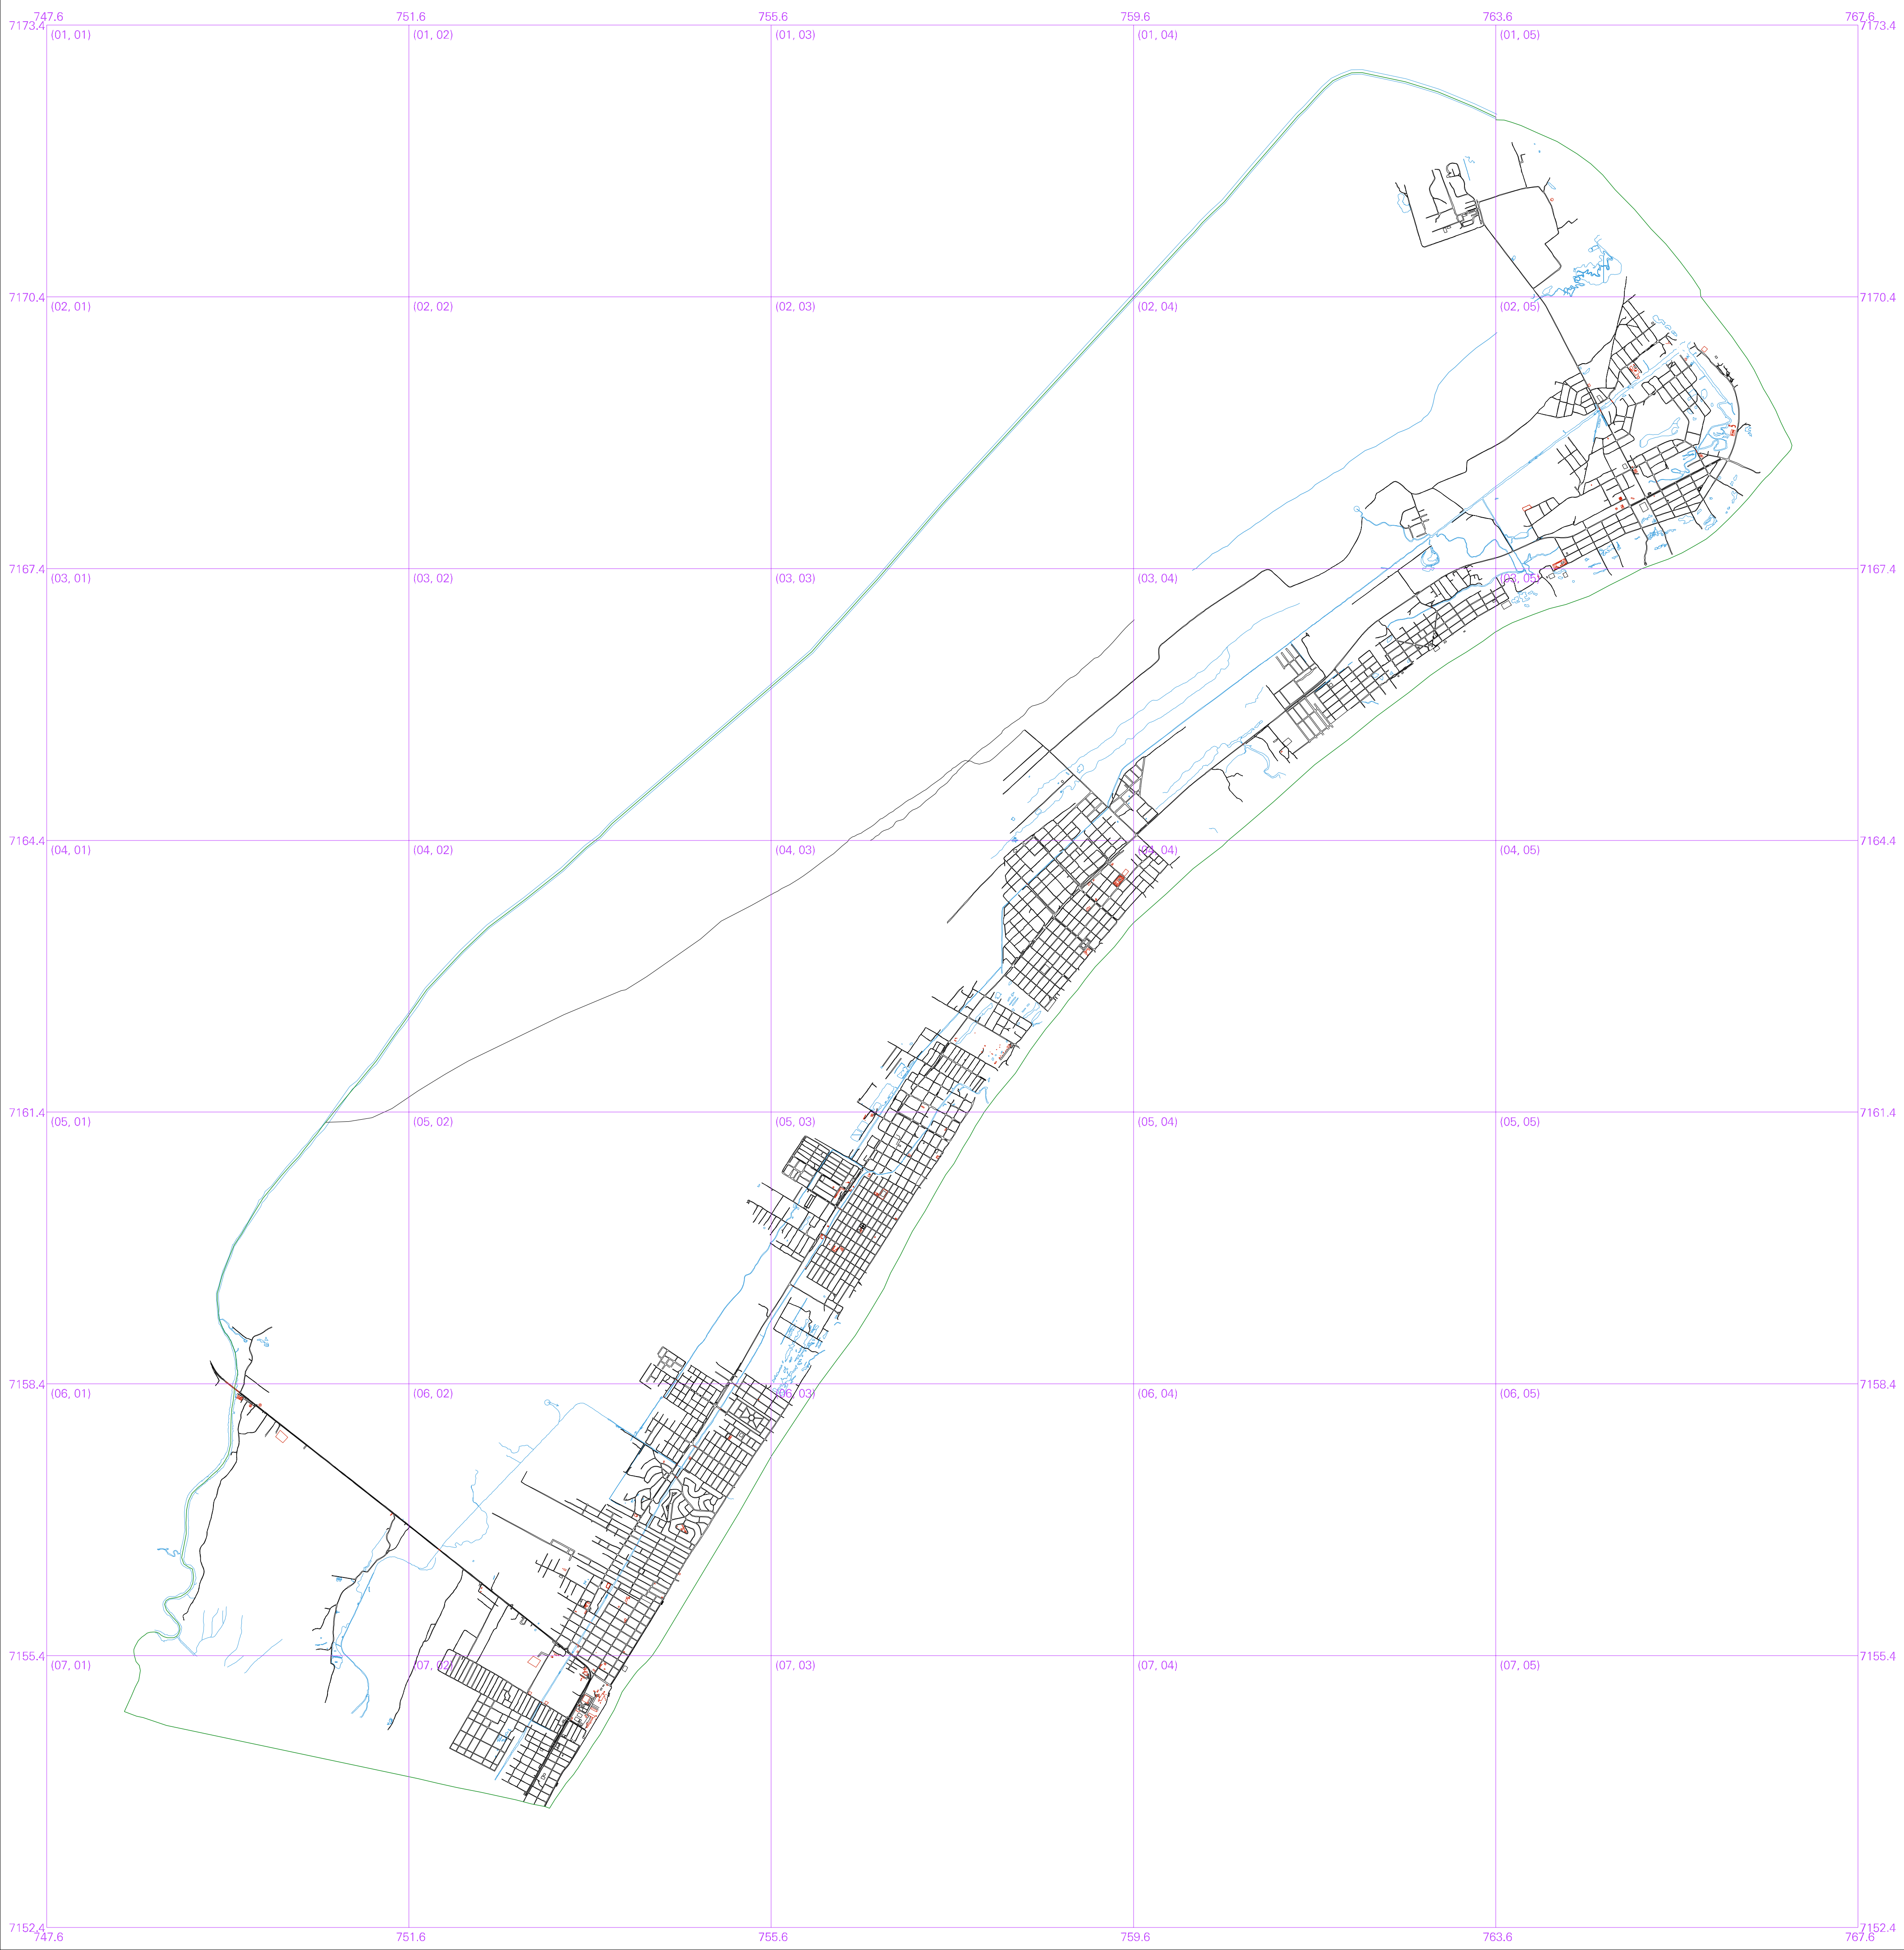 747.6 751.6 755.6 759.6 763.6 767.6
7173.4 7173.4
(01, 01) (01, 02) (01, 03) (01, 04) (01, 05)
7170.4 7170.4
(02, 01) (02, 02) (02, 03) (02, 04) (02, 05)
7167.4 7167.4
(03, 01) (03, 02) (03, 03) (03, 04) (03, 05)
7164.4 7164.4
(04, 01) (04, 02) (04, 03) (04, 04) (04, 05)
7161.4 7161.4
(05, 01) (05, 02) (05, 03) (05, 04) (05, 05)
7158.4 7158.4
(06, 01) (06, 02) (06, 03) (06, 04) (06, 05)
7155.4 7155.4
(07, 01) (07, 02) (07, 03) (07, 04) (07, 05)
7152.4 7152.4
747.6 751.6 755.6 759.6 763.6 767.6